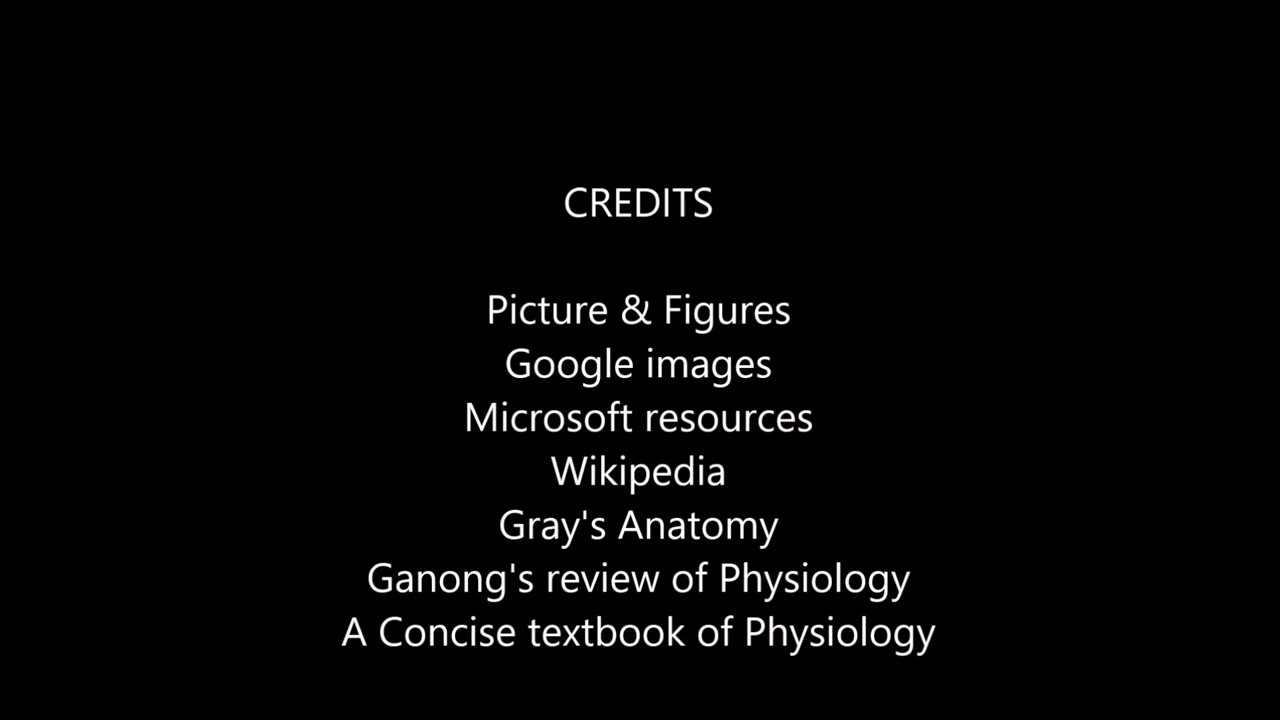 CREDITS
Picture & Figures
Google images
Microsoft resources
Wikipedia
Gray's Anatomy
Ganong's review of Physiology
A Concise textbook of Physiology